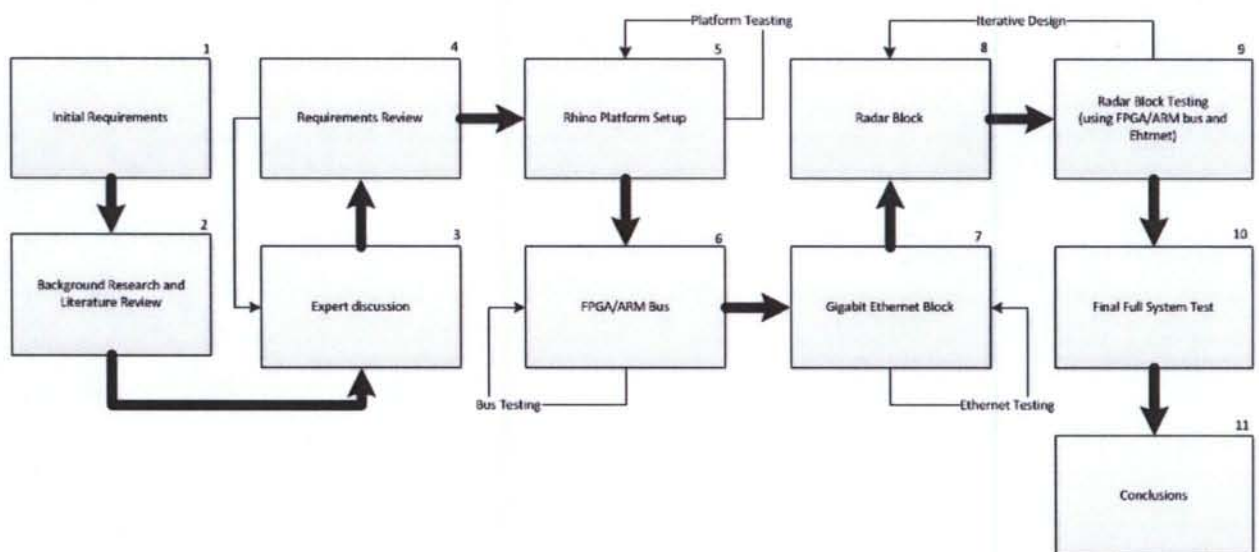 1
Initial Requirements
2
Background Research and
Literature Review
3
Expert discussion
4
Requirements Review
Platform Teasting
5
Rhino Platform Setup
6
FPGA/ARM Bus
Bus Testing
7
Gigabit Ethernet Block
Ethernet Testing
8
Radar Block
Iterative Design
9
Radar Block Testing
(using FPGA/ARM bus and
Ehtrnet)
10
Final Full System Test
11
Conclusions